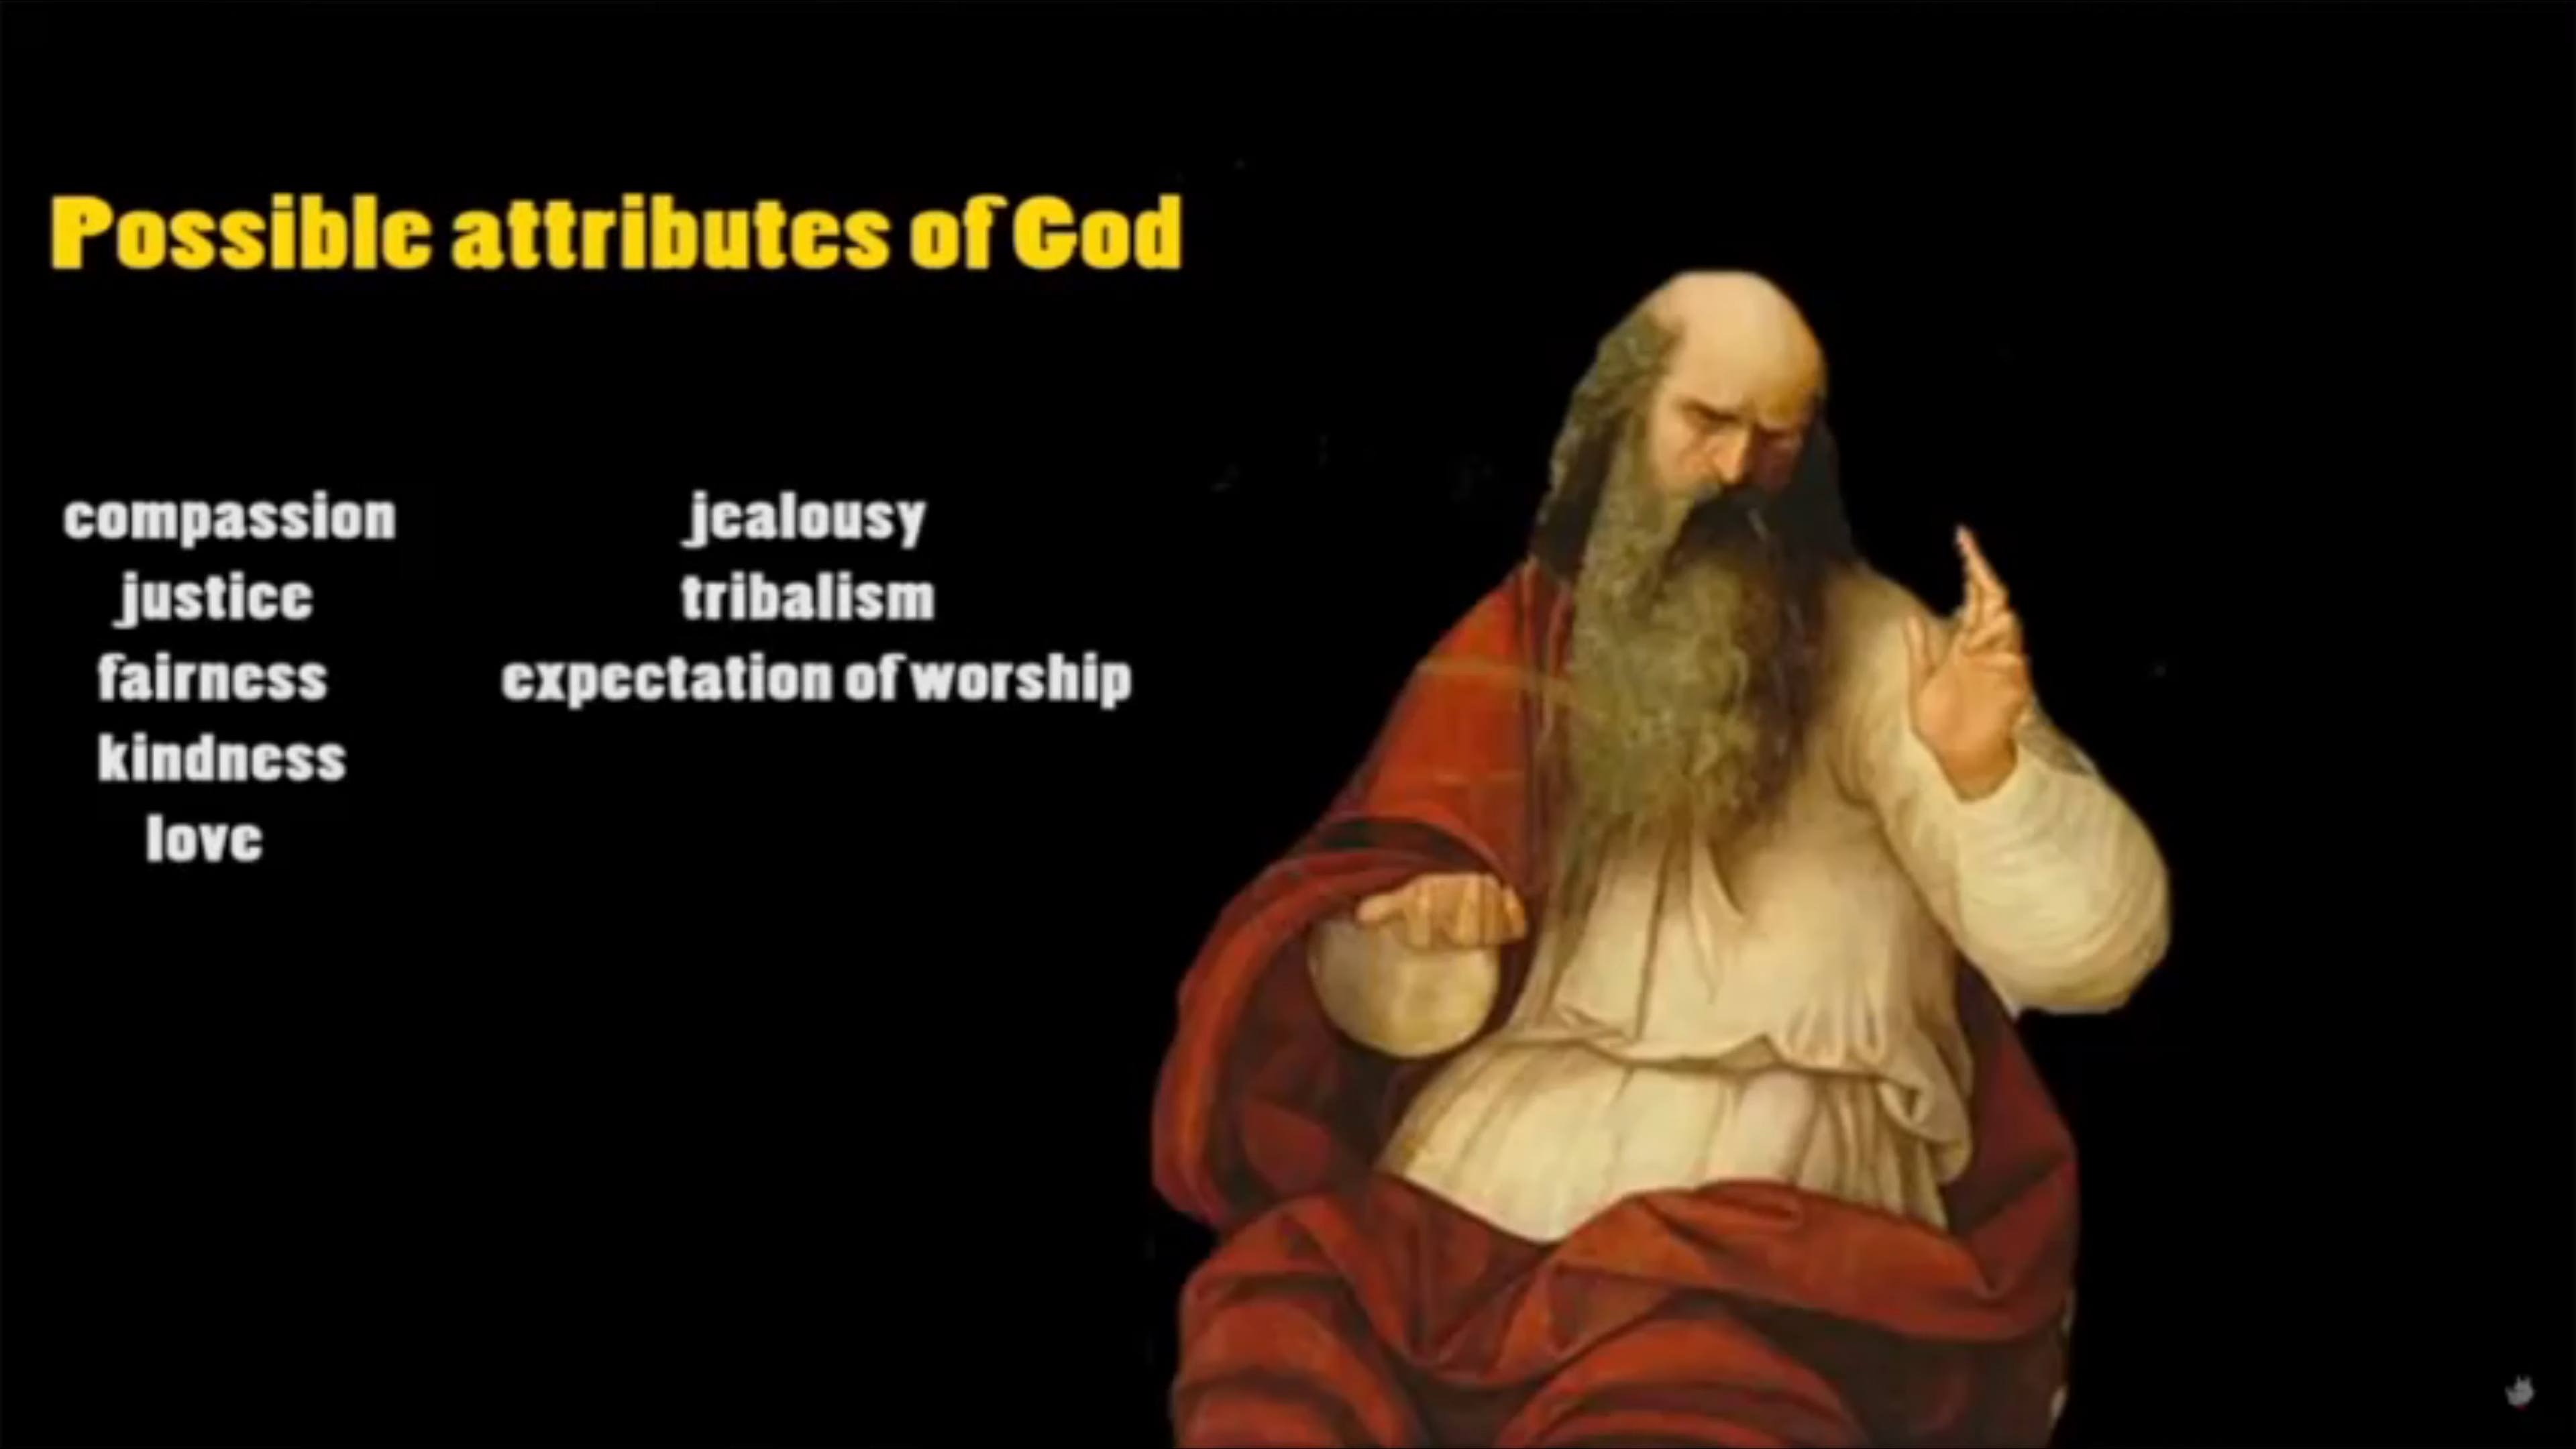 Possible attributes of God
compassion
justice
fairness
kindness
love
jealousy
tribalism
expectation of worship